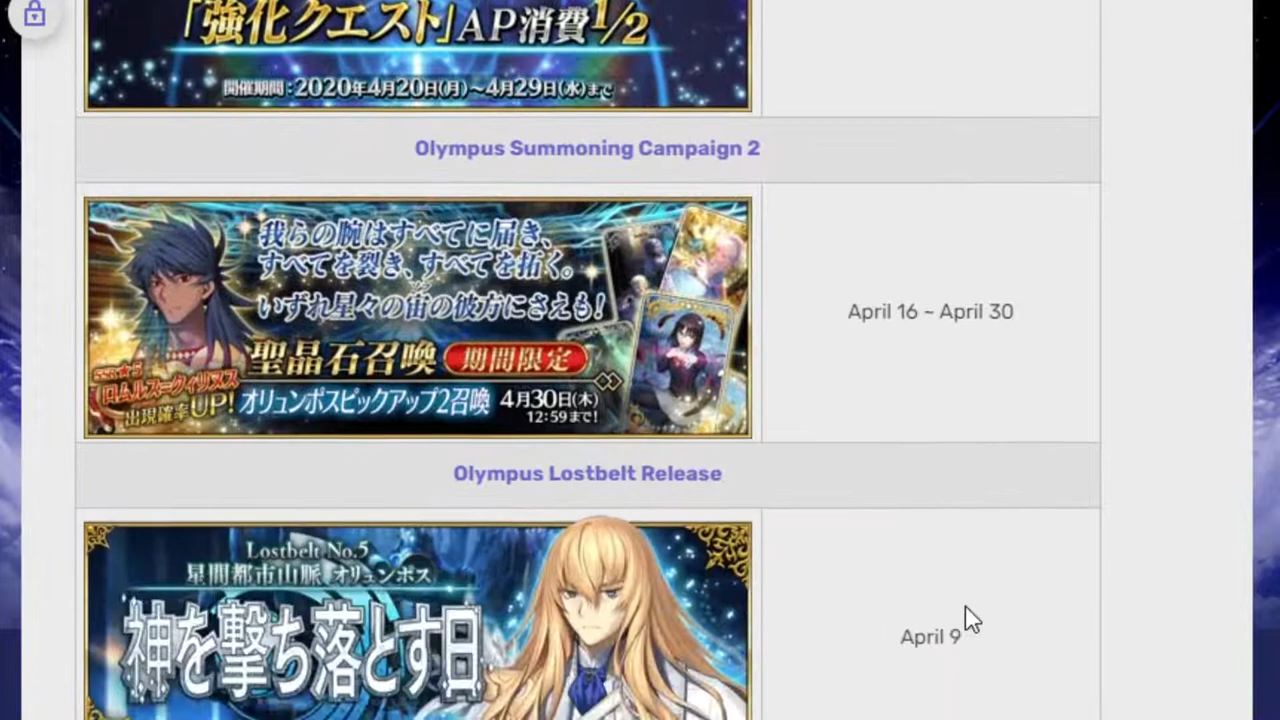 「強化クエスト」AP消費1/2
開催期間:2020年4月20日(月)~4月29日(水)まで
Olympus Summoning Campaign 2
我らの腕はすべてに届き、
すべてを裂き、すべてを拓く。
いずれ星々の宙の彼方にさえも!
聖晶石召喚 期間限定
SSR★5
ロムルス=クィリヌス
出現確率UP!
オリュンポスピックアップ2召喚
4月30日(木)
12:59まで!
April 16 ~ April 30
Olympus Lostbelt Release
Lostbelt No.5
星間都市山脈 オリュンポス
神を撃ち落とす日
April 9